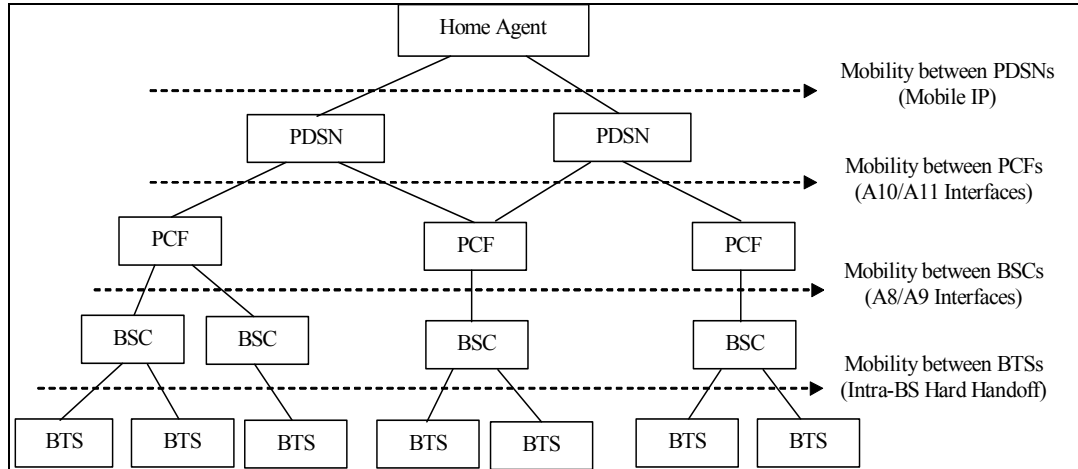 Home Agent
Mobility between PDSNs
(Mobile IP)
PDSN
PDSN
Mobility between PCFs
(A10/A11 Interfaces)
PCF
PCF
PCF
Mobility between BSCs
(A8/A9 Interfaces)
BSC
BSC
BSC
BSC
Mobility between BTSs
(Intra-BS Hard Handoff)
BTS
BTS
BTS
BTS
BTS
BTS
BTS